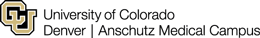 University of Colorado
Denver | Anschutz Medical Campus